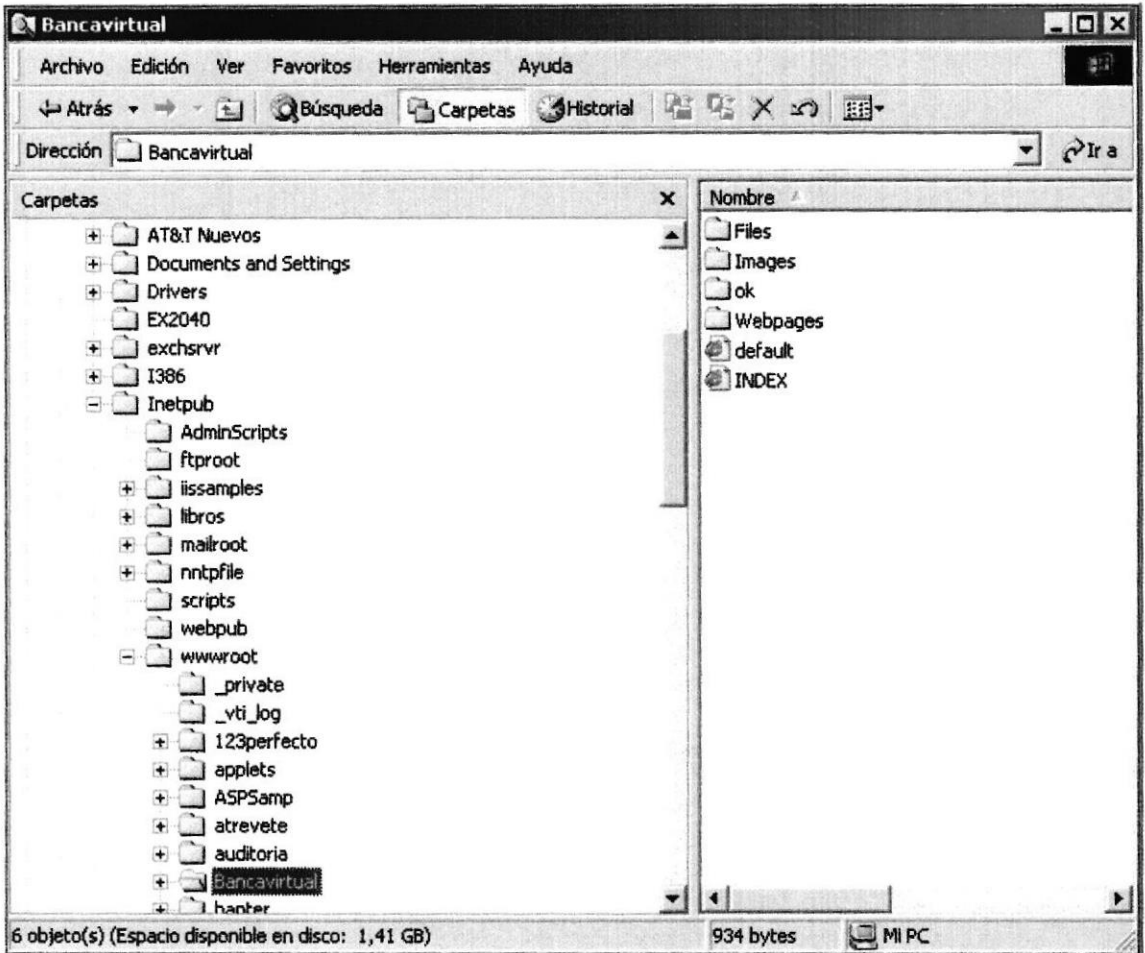 Bancavirtual
Archivo Edición Ver Favoritos Herramientas Ayuda
Atrás Búsqueda Carpetas Historial
Dirección Bancavirtual Ir a
Carpetas
AT&T Nuevos
Documents and Settings
Drivers
EX2040
exchsrvr
I386
Inetpub
AdminScripts
ftproot
iissamples
libros
mailroot
nntpfile
scripts
webpub
wwwroot
_private
_vti_log
123perfecto
applets
ASPSamp
atrevete
auditoria
Bancavirtual
Nombre
Files
Images
ok
Webpages
default
INDEX
6 objeto(s) (Espacio disponible en disco: 1,41 GB) 934 bytes MI PC